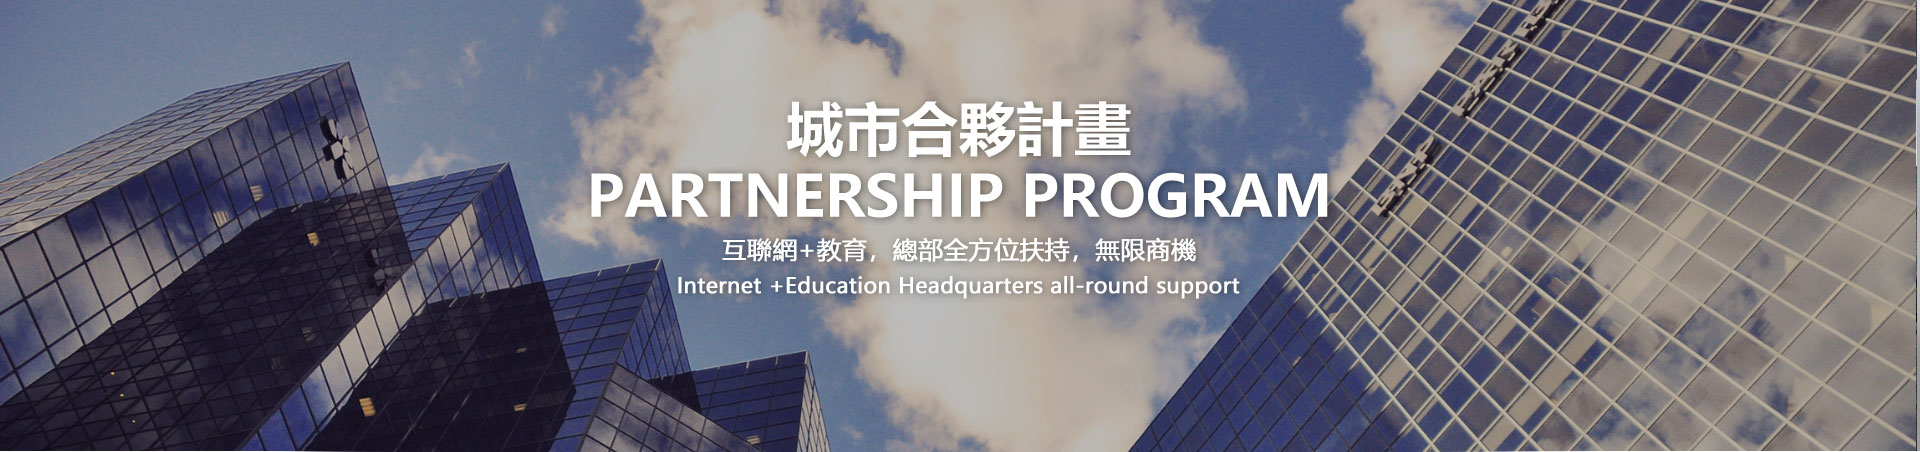 城市合夥計畫
PARTNERSHIP PROGRAM
互聯網+教育，總部全方位扶持，無限商機
Internet +Education Headquarters all-round support